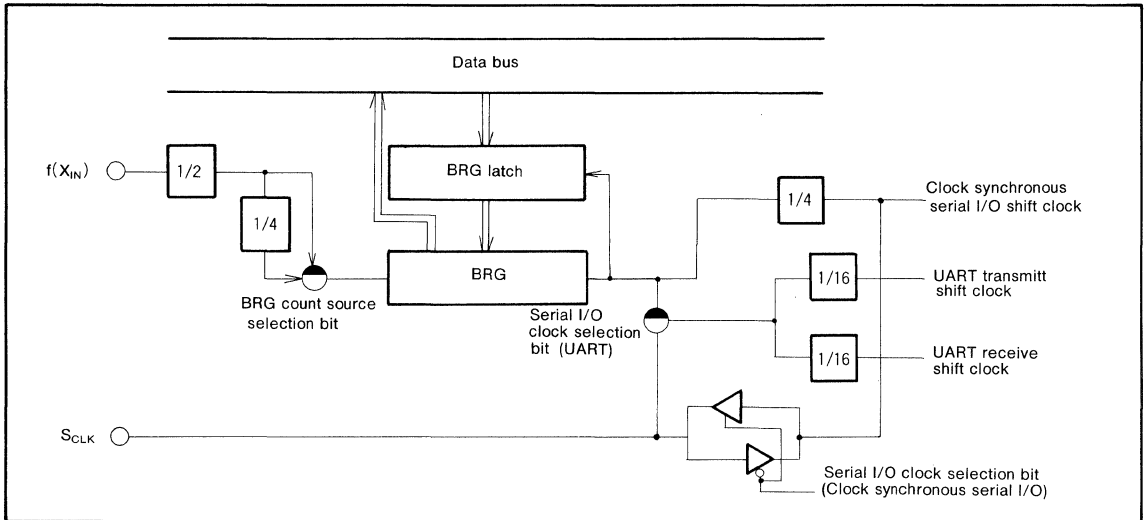 Data bus
f(XIN)
1/2
BRG latch
1/4
1/4
Clock synchronous
serial I/O shift clock
BRG
BRG count source
selection bit
Serial I/O
clock selection
bit (UART)
1/16
UART transmitt
shift clock
1/16
UART receive
shift clock
SCLK
Serial I/O clock selection bit
(Clock synchronous serial I/O)